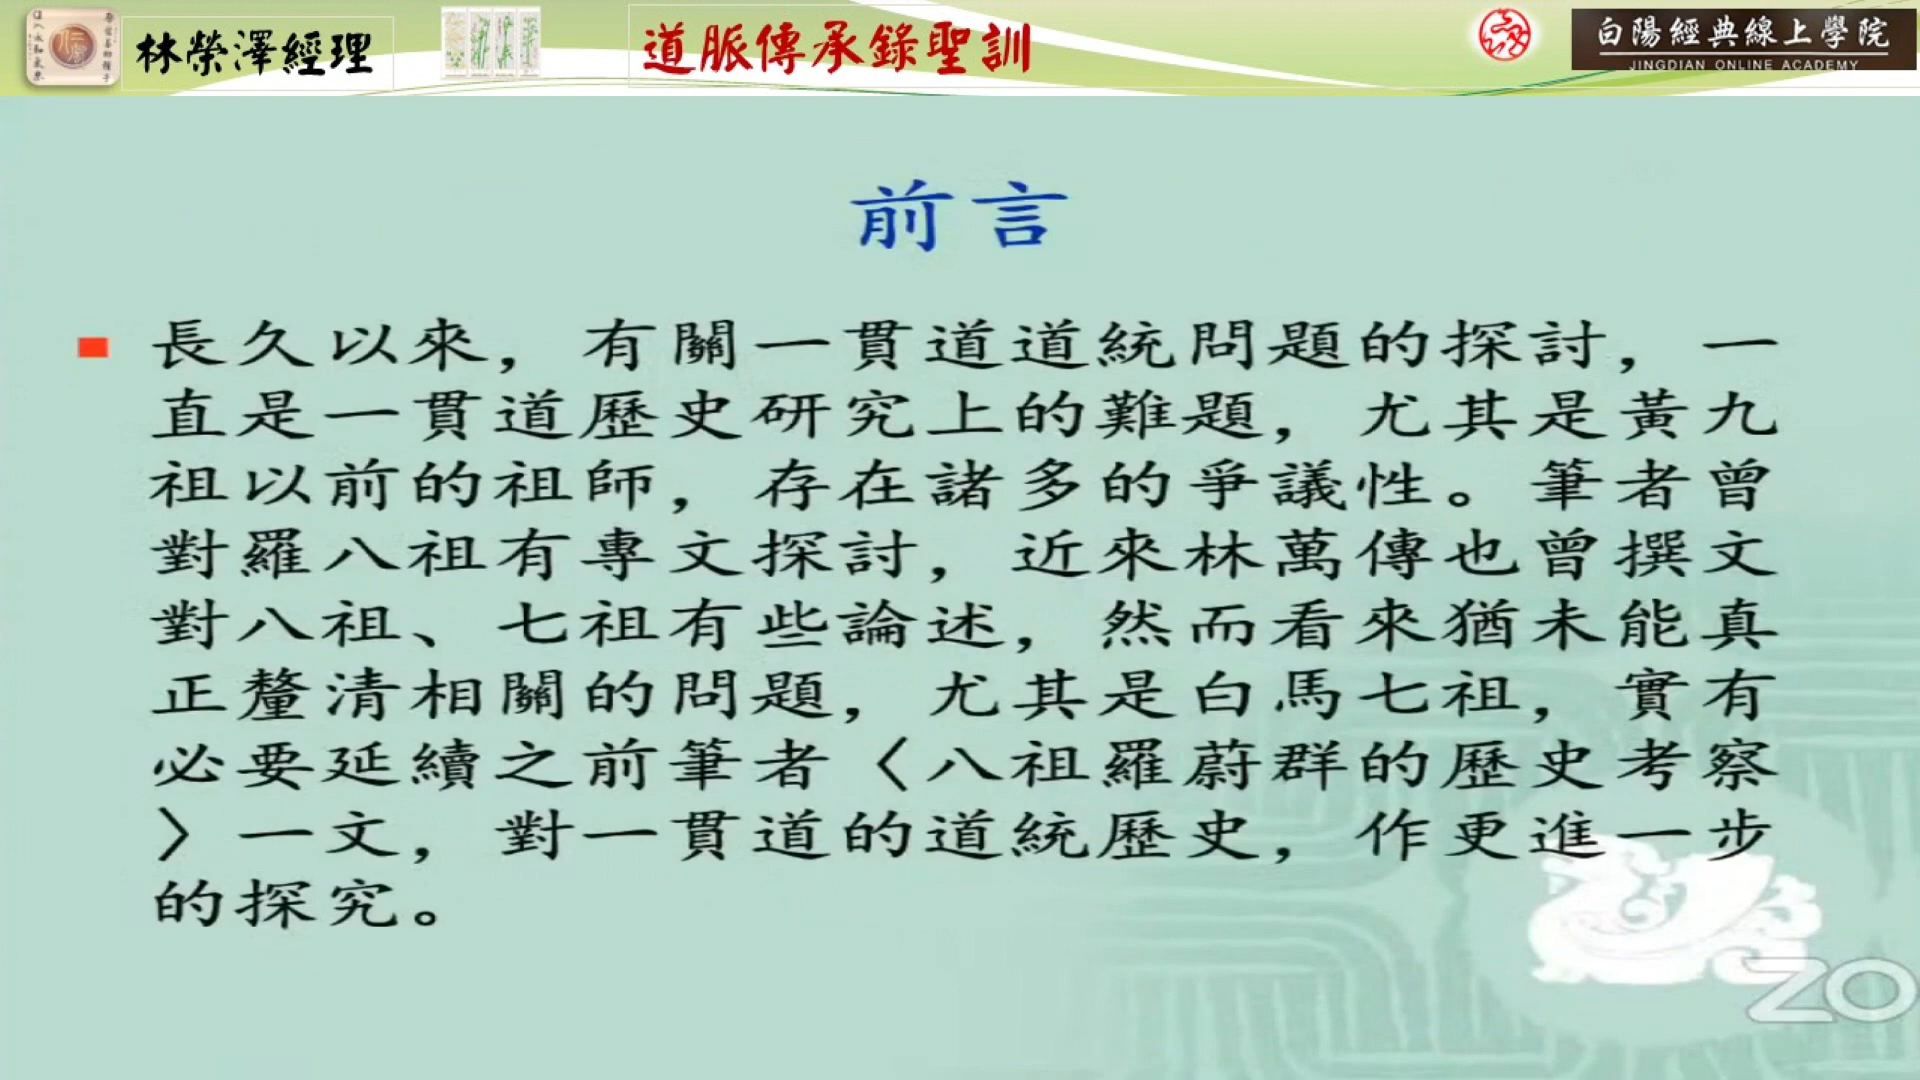 林榮澤經理
道脈傳承錄聖訓
白陽經典線上學院
JINGDIAN ONLINE ACADEMY
前言
長久以來，有關一貫道道統問題的探討，一
直是一貫道歷史研究上的難題，尤其是黃九
祖以前的祖師，存在諸多的爭議性。筆者曾
對羅八祖有專文探討，近來林萬傳也曾撰文
對八祖、七祖有些論述，然而看來猶未能真
正釐清相關的問題，尤其是白馬七祖，實有
必要延續之前筆者〈八祖羅蔚群的歷史考察
〉一文，對一貫道的道統歷史，作更進一步
的探究。
ZO